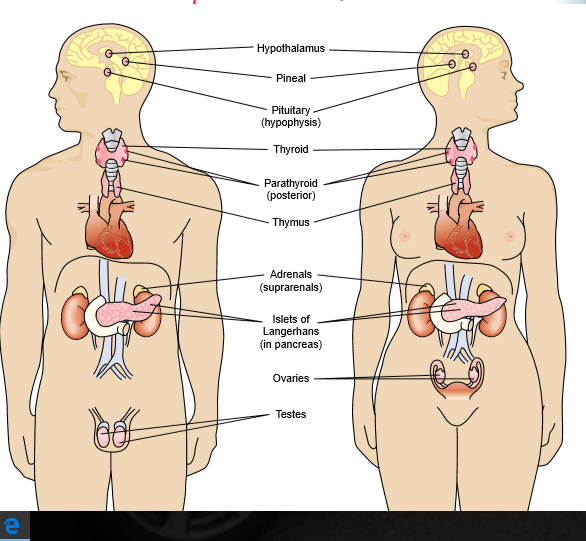 Hypothalamus
Pineal
Pituitary
(hypophysis)
Thyroid
Parathyroid
(posterior)
Thymus
Adrenals
(suprarenals)
Islets of
Langerhans
(in pancreas)
Ovaries
Testes